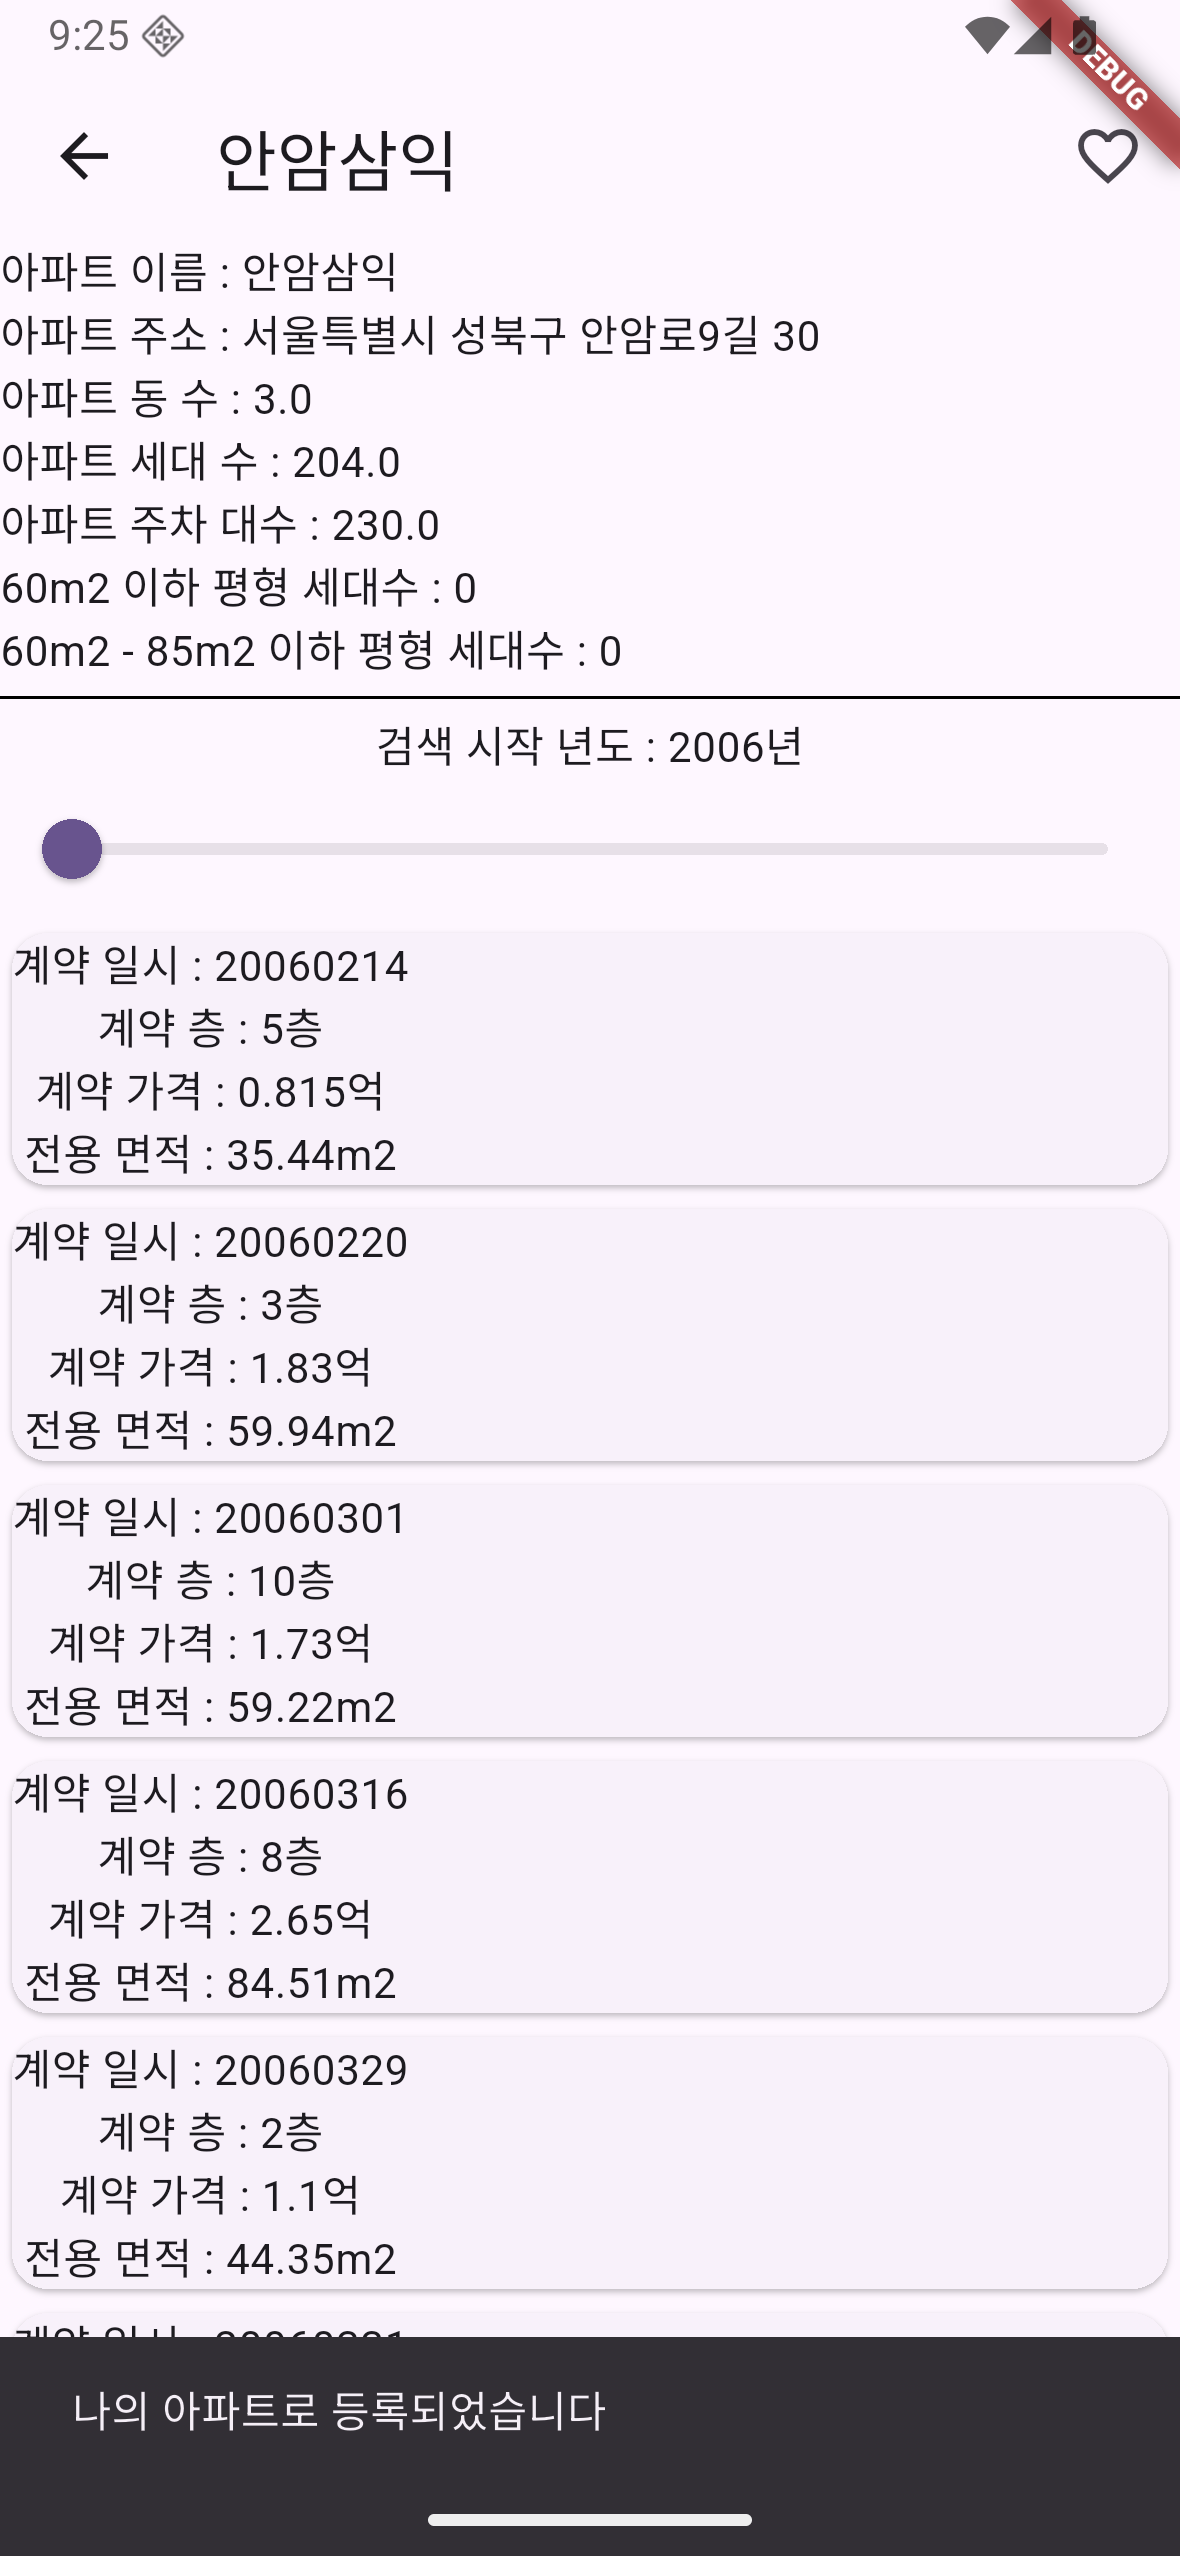 9:25
DEBUG
안암삼익
아파트 이름 : 안암삼익
아파트 주소 : 서울특별시 성북구 안암로9길 30
아파트 동 수 : 3.0
아파트 세대 수 : 204.0
아파트 주차 대수 : 230.0
60m2 이하 평형 세대수 : 0
60m2 - 85m2 이하 평형 세대수 : 0
검색 시작 년도 : 2006년
계약 일시 : 20060214
계약 층 : 5층
계약 가격 : 0.815억
전용 면적 : 35.44m2
계약 일시 : 20060220
계약 층 : 3층
계약 가격 : 1.83억
전용 면적 : 59.94m2
계약 일시 : 20060301
계약 층 : 10층
계약 가격 : 1.73억
전용 면적 : 59.22m2
계약 일시 : 20060316
계약 층 : 8층
계약 가격 : 2.65억
전용 면적 : 84.51m2
계약 일시 : 20060329
계약 층 : 2층
계약 가격 : 1.1억
전용 면적 : 44.35m2
계약 일시 :
나의 아파트로 등록되었습니다